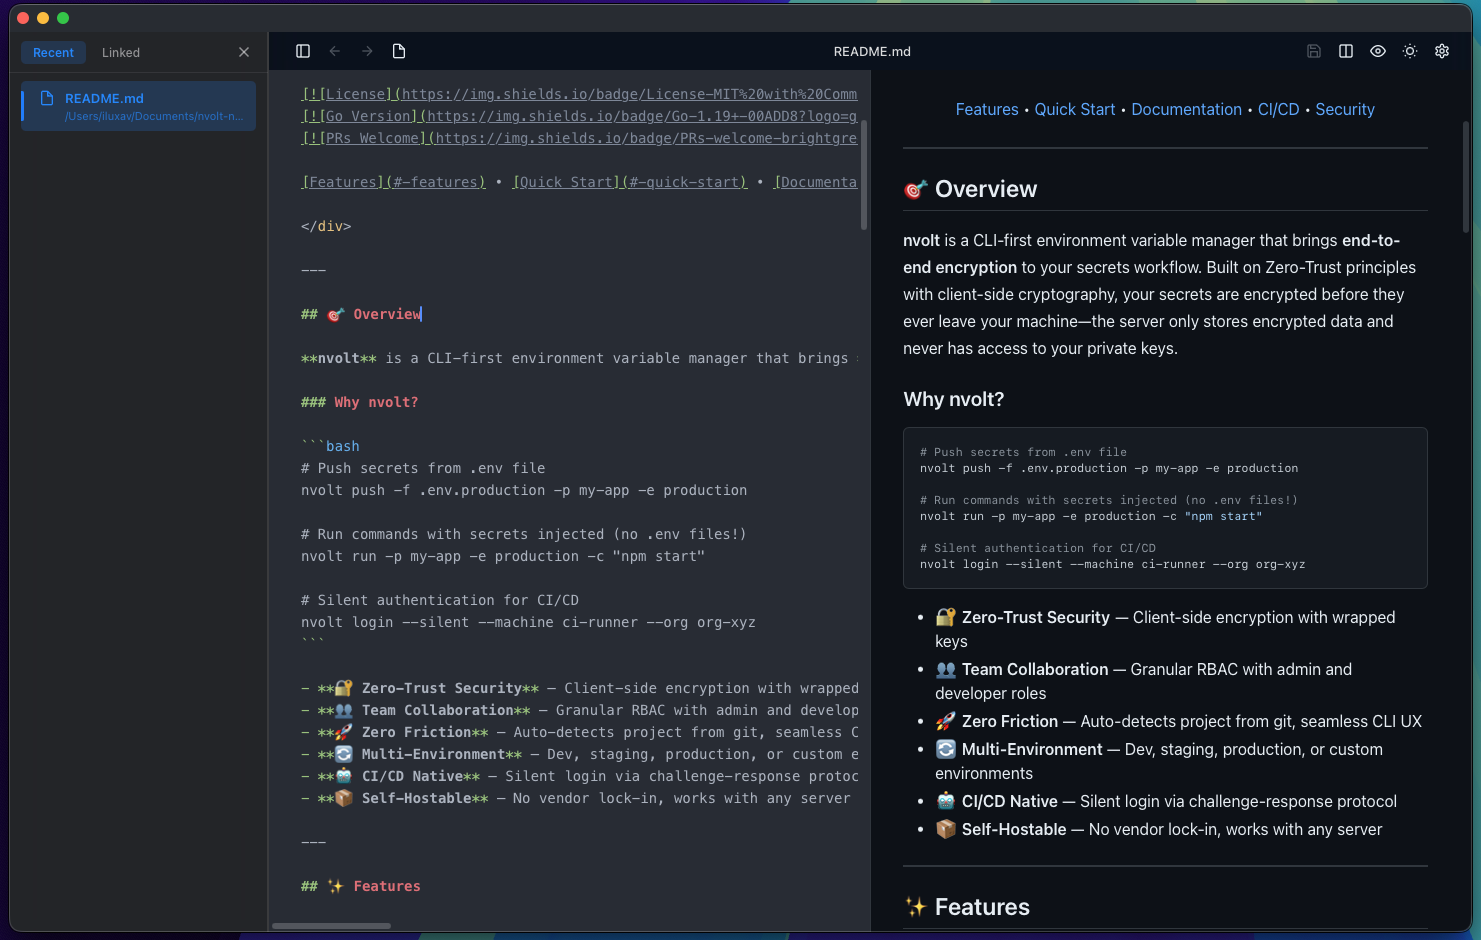 Recent Linked
README.md
README.md
/Users/iluxav/Documents/nvolt-n...
[![License](https://img.shields.io/badge/License-MIT%20with%20Comm
[![Go Version](https://img.shields.io/badge/Go-1.19+-00ADD8?logo=g
[![PRs Welcome](https://img.shields.io/badge/PRs-welcome-brightgre
[Features](#-features) • [Quick Start](#-quick-start) • [Documenta
</div>
---
## 🎯 Overview
**nvolt** is a CLI-first environment variable manager that brings
### Why nvolt?
```bash
# Push secrets from .env file
nvolt push -f .env.production -p my-app -e production
# Run commands with secrets injected (no .env files!)
nvolt run -p my-app -e production -c "npm start"
# Silent authentication for CI/CD
nvolt login --silent --machine ci-runner --org org-xyz
```
- **🔐 Zero-Trust Security** — Client-side encryption with wrapped
- **👥 Team Collaboration** — Granular RBAC with admin and develop
- **🚀 Zero Friction** — Auto-detects project from git, seamless C
- **🔄 Multi-Environment** — Dev, staging, production, or custom e
- **🤖 CI/CD Native** — Silent login via challenge-response protoc
- **📦 Self-Hostable** — No vendor lock-in, works with any server
---
## ✨ Features
Features • Quick Start • Documentation • CI/CD • Security
🎯 Overview
nvolt is a CLI-first environment variable manager that brings end-to-
end encryption to your secrets workflow. Built on Zero-Trust principles
with client-side cryptography, your secrets are encrypted before they
ever leave your machine—the server only stores encrypted data and
never has access to your private keys.
Why nvolt?
# Push secrets from .env file
nvolt push -f .env.production -p my-app -e production
# Run commands with secrets injected (no .env files!)
nvolt run -p my-app -e production -c "npm start"
# Silent authentication for CI/CD
nvolt login --silent --machine ci-runner --org org-xyz
• 🔐 Zero-Trust Security — Client-side encryption with wrapped
keys
• 👥 Team Collaboration — Granular RBAC with admin and
developer roles
• 🚀 Zero Friction — Auto-detects project from git, seamless CLI UX
• 🔄 Multi-Environment — Dev, staging, production, or custom
environments
• 🤖 CI/CD Native — Silent login via challenge-response protocol
• 📦 Self-Hostable — No vendor lock-in, works with any server
✨ Features